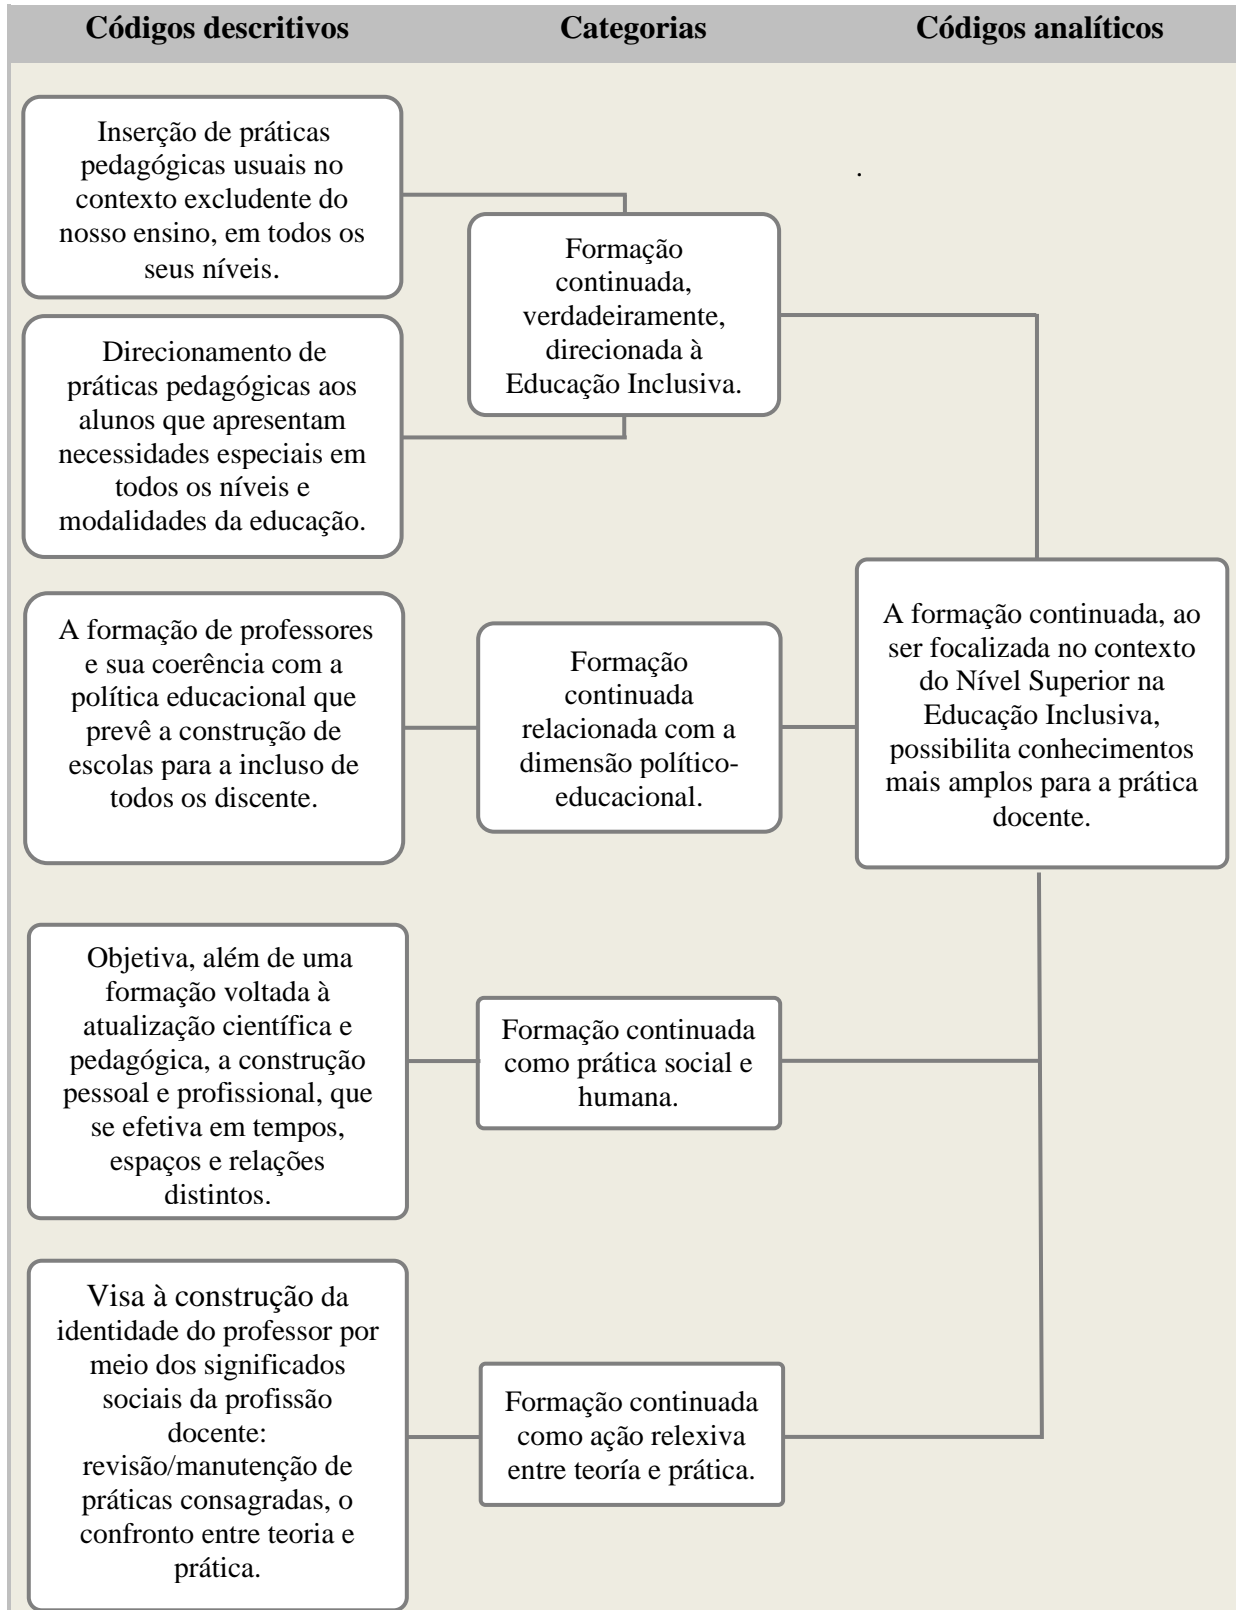 Códigos descritivos Categorias Códigos analíticos
Inserção de práticas
pedagógicas usuais no
contexto excludente do
nosso ensino, em todos os
seus níveis.
Direcionamento de
práticas pedagógicas aos
alunos que apresentam
necessidades especiais em
todos os níveis e
modalidades da educação.
Formação
continuada,
verdadeiramente,
direcionada à
Educação Inclusiva.
.
A formação de professores
e sua coerência com a
política educacional que
prevê a construção de
escolas para a incluso de
todos os discente.
Formação
continuada
relacionada com a
dimensão político-
educacional.
A formação continuada, ao
ser focalizada no contexto
do Nível Superior na
Educação Inclusiva,
possibilita conhecimentos
mais amplos para a prática
docente.
Objetiva, além de uma
formação voltada à
atualização científica e
pedagógica, a construção
pessoal e profissional, que
se efetiva em tempos,
espaços e relações
distintos.
Formação continuada
como prática social e
humana.
Visa à construção da
identidade do professor por
meio dos significados
sociais da profissão
docente:
revisão/manutenção de
práticas consagradas, o
confronto entre teoria e
prática.
Formação continuada
como ação relexiva
entre teoría e prática.